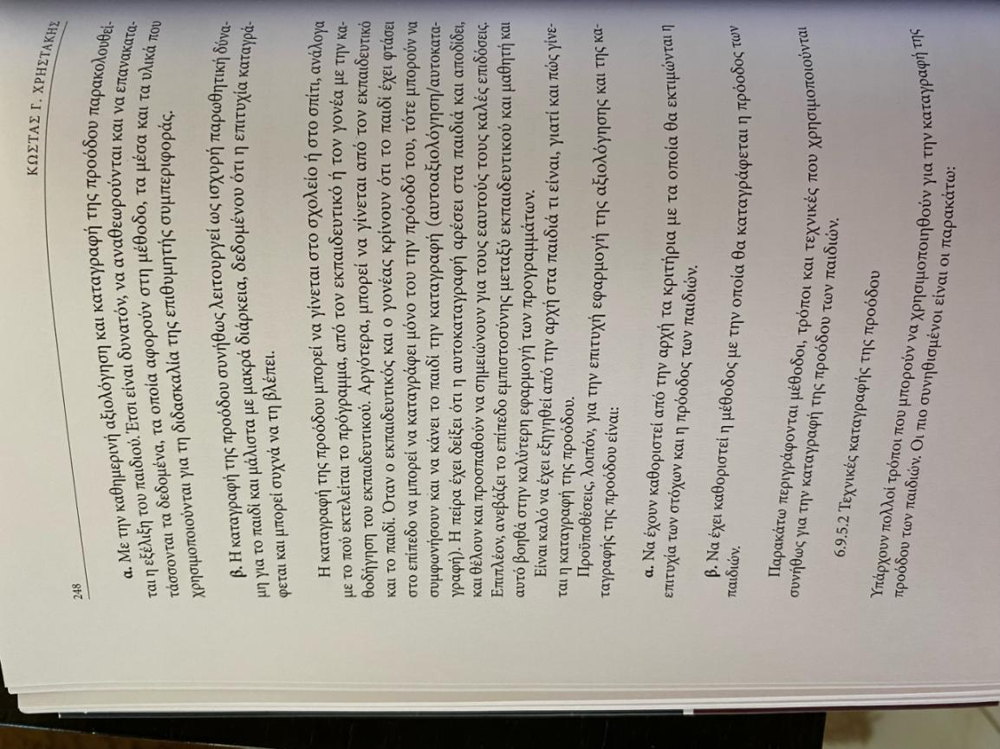 248
ΚΩΣΤΑΣ Γ. ΧΡΗΣΤΑΚΗΣ
α. Με την καθημερινή αξιολόγηση και καταγραφή της προόδου παρακολουθεί-
ται η εξέλιξη του παιδιού. Έτσι είναι δυνατόν, να αναθεωρούνται και να επανακατα-
τάσσονται τα δεδομένα, τα οποία αφορούν στη μέθοδο, τα μέσα και τα υλικά που
χρησιμοποιούνται για τη διδασκαλία της επιθυμητής συμπεριφοράς.
β. Η καταγραφή της προόδου συνήθως λειτουργεί ως ισχυρή παρωθητική δύνα-
μη για το παιδί και μάλιστα με μακρά διάρκεια, δεδομένου ότι η επιτυχία καταγρά-
φεται και μπορεί συχνά να τη βλέπει.
Η καταγραφή της προόδου μπορεί να γίνεται στο σχολείο ή στο σπίτι, ανάλογα
με το πού εκτελείται το πρόγραμμα, από τον εκπαιδευτικό ή τον γονέα με την κα-
θοδήγηση του εκπαιδευτικού. Αργότερα, μπορεί να γίνεται από τον εκπαιδευτικό
και το παιδί. Όταν ο εκπαιδευτικός και ο γονέας κρίνουν ότι το παιδί έχει φτάσει
στο επίπεδο να μπορεί να καταγράφει μόνο του την πρόοδό του, τότε μπορούν να
συμφωνήσουν και να κάνει το παιδί την καταγραφή (αυτοαξιολόγηση/αυτοκατα-
γραφή). Η πείρα έχει δείξει ότι η αυτοκαταγραφή αρέσει στα παιδιά και αποδίδει,
και θέλουν και προσπαθούν να σημειώνουν για τους εαυτούς τους καλές επιδόσεις.
Επιπλέον, ανεβάζει το επίπεδο εμπιστοσύνης μεταξύ εκπαιδευτικού και μαθητή και
αυτό βοηθά στην καλύτερη εφαρμογή των προγραμμάτων.
Είναι καλό να έχει εξηγηθεί από την αρχή στα παιδιά τι είναι, γιατί και πώς γίνε-
ται η καταγραφή της προόδου.
Προϋποθέσεις, λοιπόν, για την επιτυχή εφαρμογή της αξιολόγησης και της κα-
ταγραφής της προόδου είναι::
α. Να έχουν καθοριστεί από την αρχή τα κριτήρια με τα οποία θα εκτιμώνται η
επιτυχία των στόχων και η πρόοδος των παιδιών.
β. Να έχει καθοριστεί η μέθοδος με την οποία θα καταγράφεται η πρόοδος των
παιδιών.
Παρακάτω περιγράφονται μέθοδοι, τρόποι και τεχνικές που χρησιμοποιούνται
συνήθως για την καταγραφή της προόδου των παιδιών.
6.9.5.2 Τεχνικές καταγραφής της προόδου
Υπάρχουν πολλοί τρόποι που μπορούν να χρησιμοποιηθούν για την καταγραφή της
προόδου των παιδιών. Οι πιο συνηθισμένοι είναι οι παρακάτω: